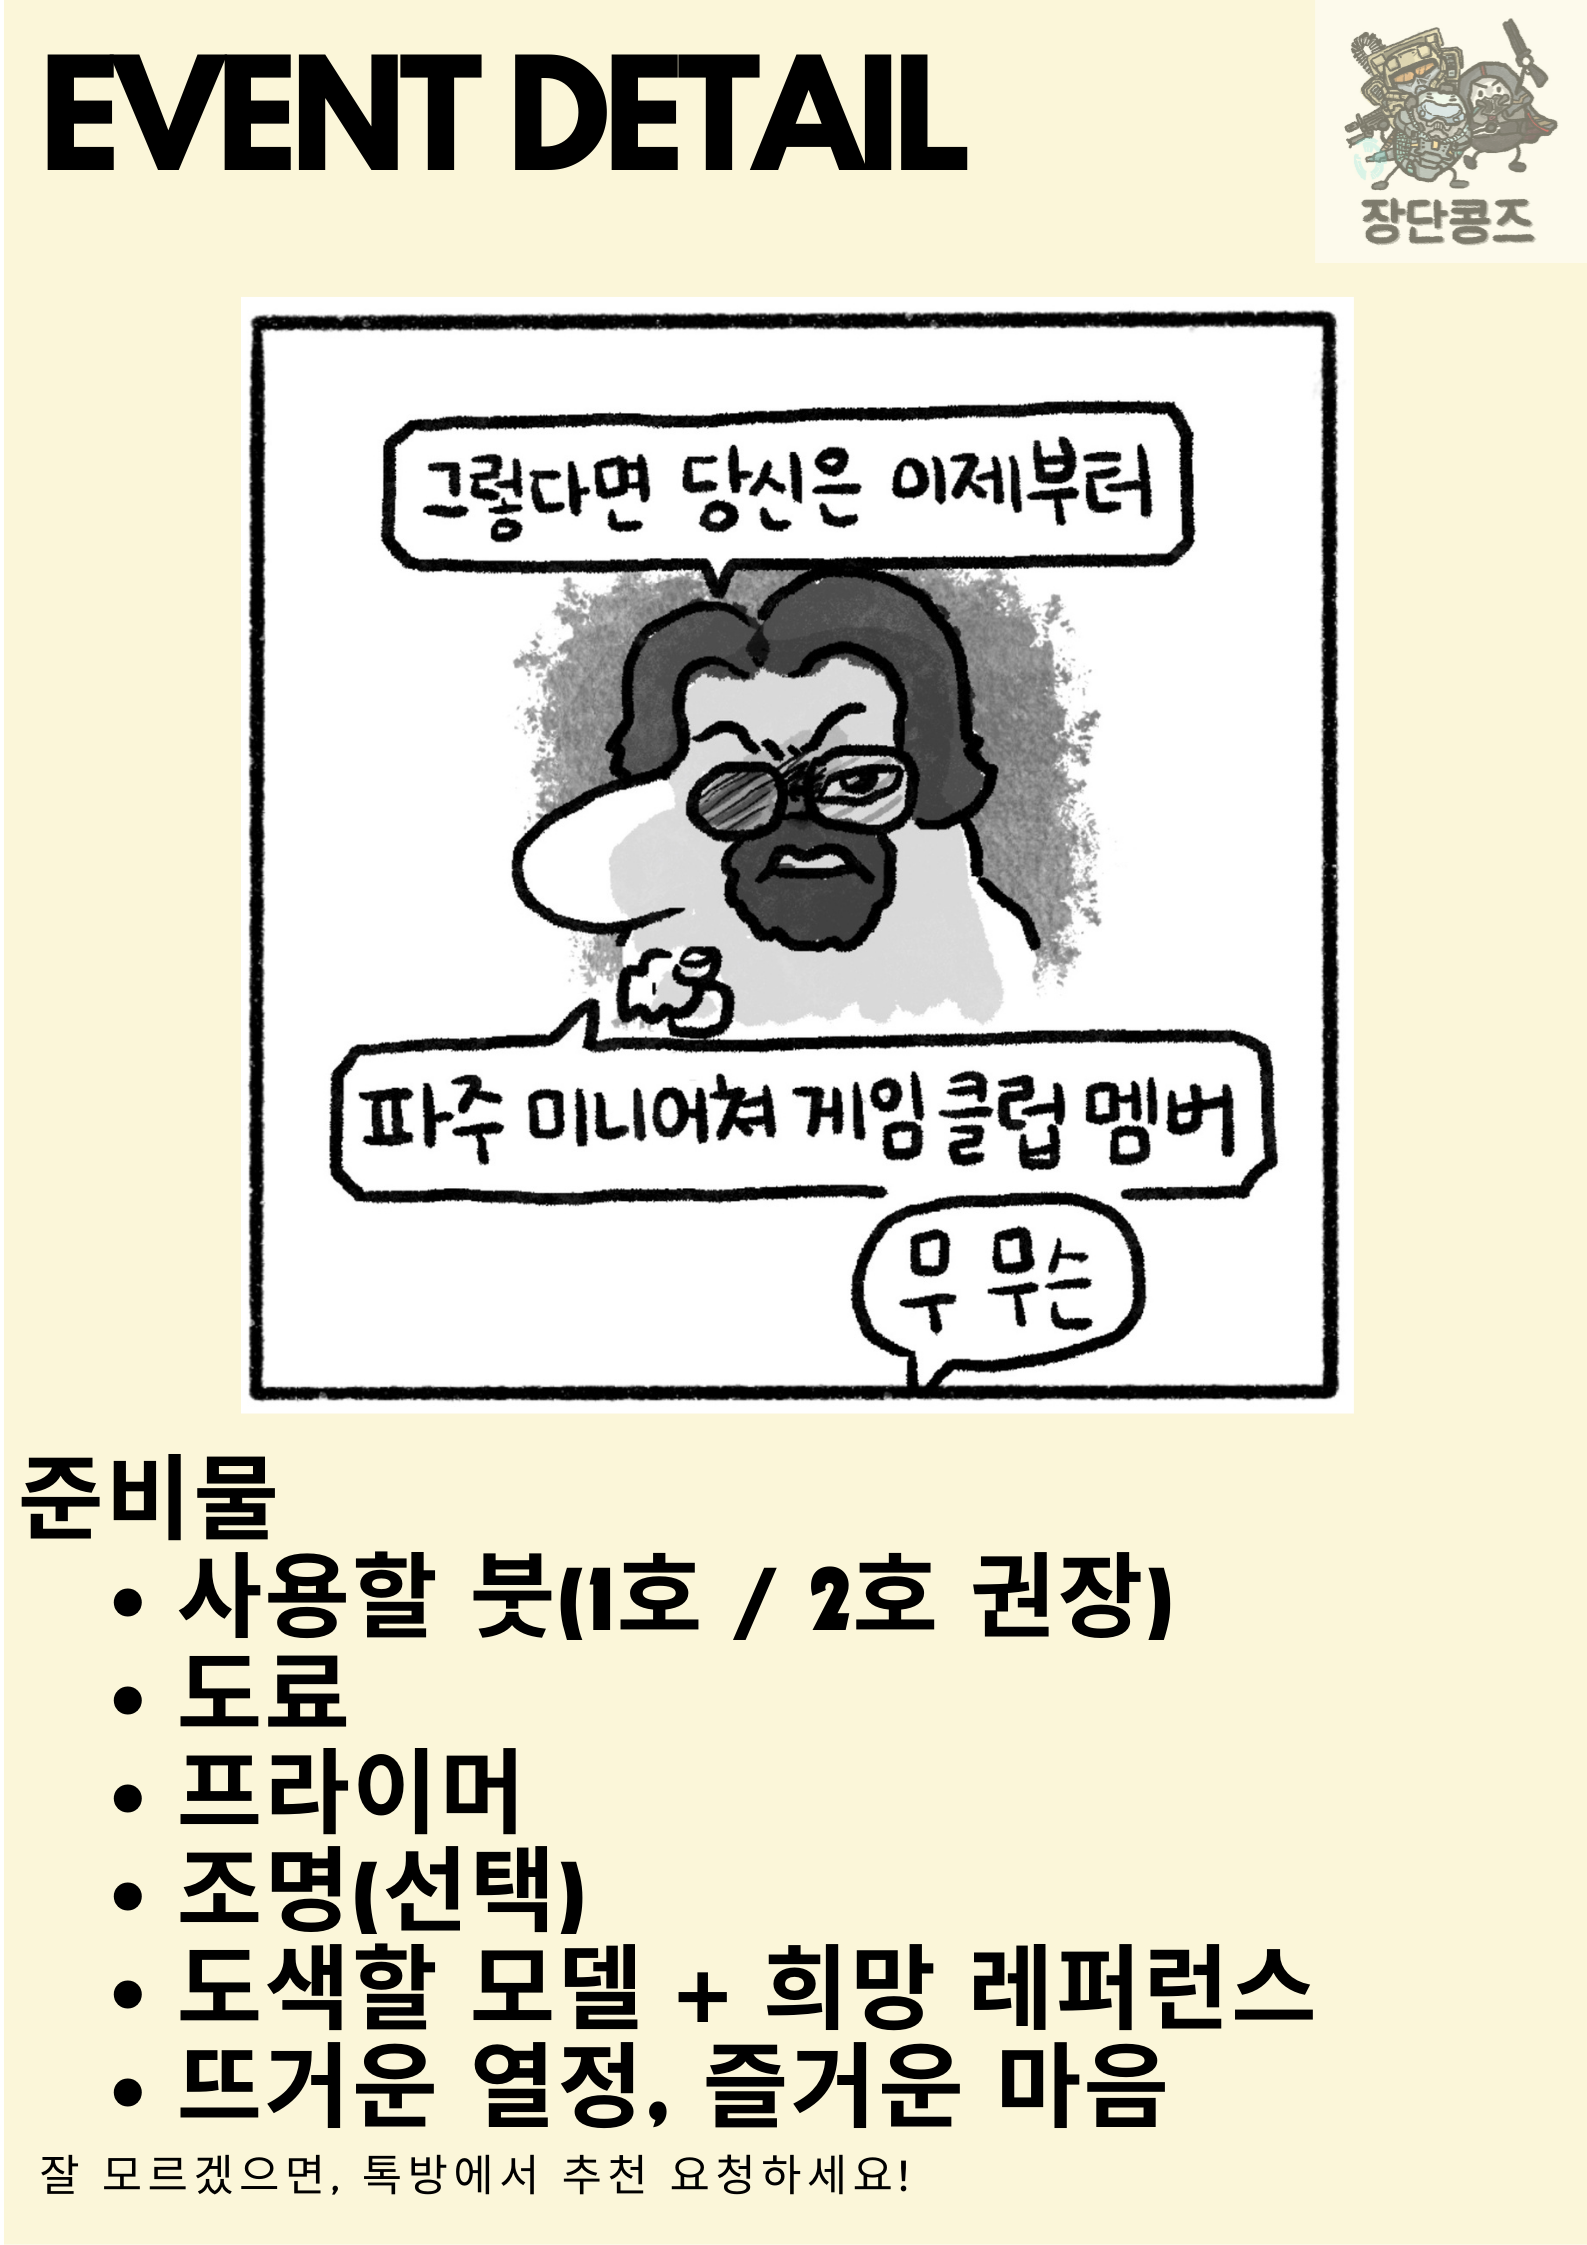 EVENT DETAIL
장단콩즈
그렇다면 당신은 이제부터
파주 미니어쳐 게임 클럽 멤버
무 무슨
준비물
• 사용할 붓(1호 / 2호 권장)
• 도료
• 프라이머
• 조명(선택)
• 도색할 모델 + 희망 레퍼런스
• 뜨거운 열정, 즐거운 마음
잘 모르겠으면, 톡방에서 추천 요청하세요!